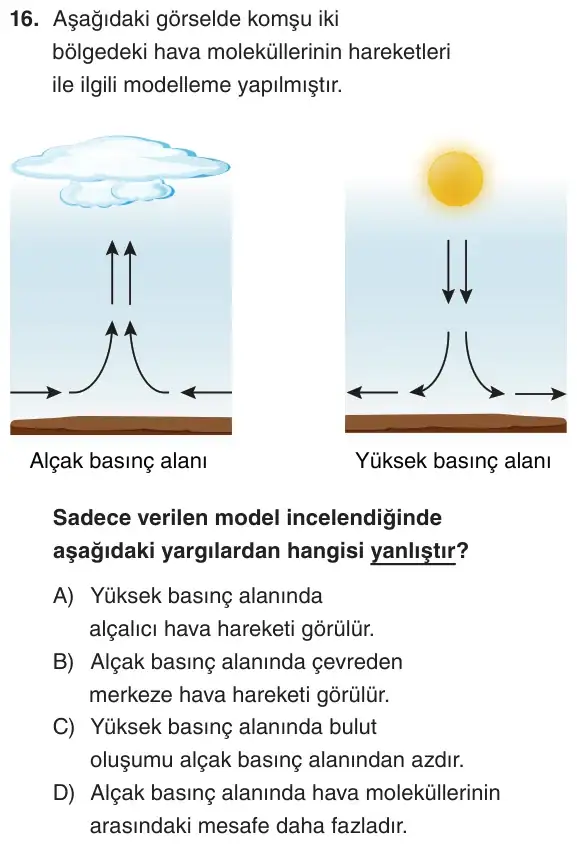 16. Aşağıdaki görselde komşu iki
bölgedeki hava moleküllerinin hareketleri
ile ilgili modelleme yapılmıştır.
Alçak basınç alanı
Yüksek basınç alanı
Sadece verilen model incelendiğinde
aşağıdaki yargılardan hangisi yanlıştır?
A) Yüksek basınç alanında
alçalıcı hava hareketi görülür.
B) Alçak basınç alanında çevreden
merkeze hava hareketi görülür.
C) Yüksek basınç alanında bulut
oluşumu alçak basınç alanından azdır.
D) Alçak basınç alanında hava moleküllerinin
arasındaki mesafe daha fazladır.